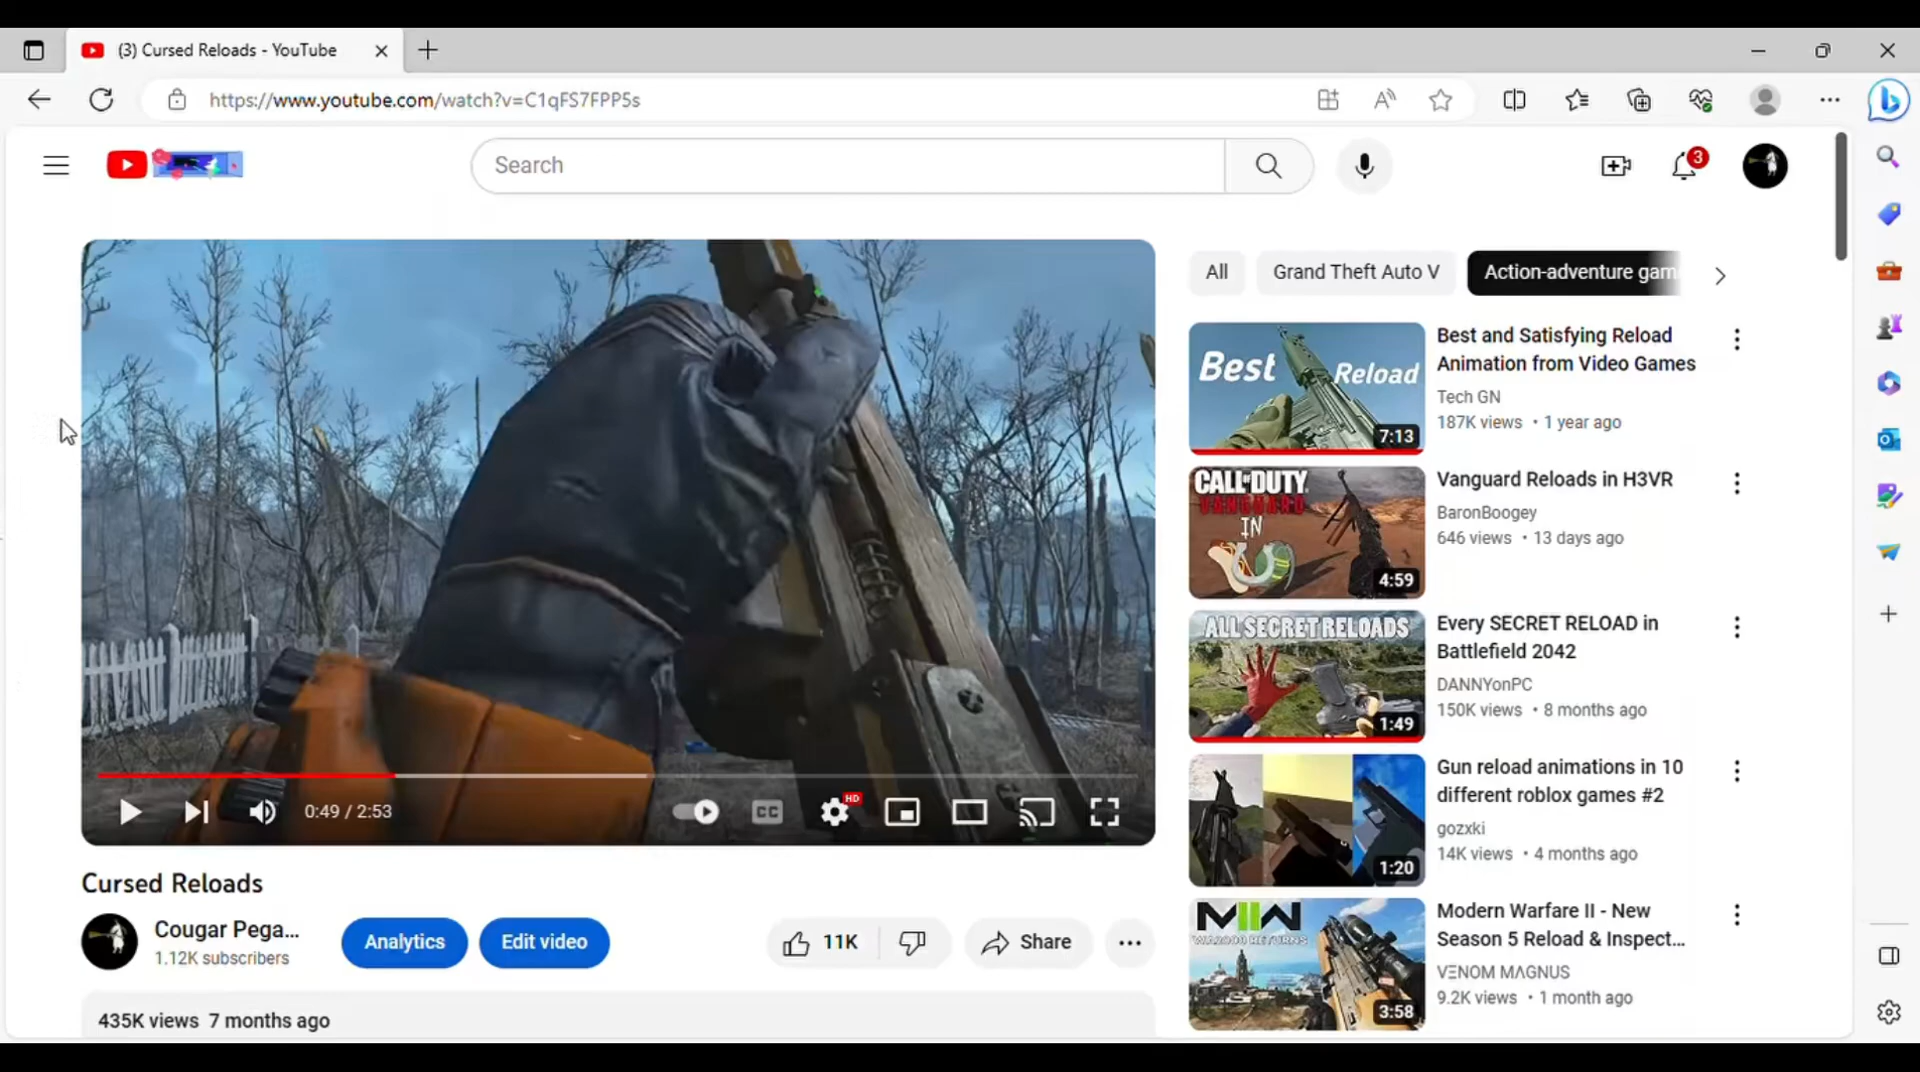 (3) Cursed Reloads - YouTube
https://www.youtube.com/watch?v=C1qFS7FPP5s
Search
3
All
Grand Theft Auto V
Action-adventure gam
Best Reload
7:13
Best and Satisfying Reload
Animation from Video Games
Tech GN
187K views • 1 year ago
CALL OF DUTY
VANGUARD
IN
4:59
Vanguard Reloads in H3VR
BaronBoogey
646 views • 13 days ago
ALL SECRET RELOADS
1:49
Every SECRET RELOAD in
Battlefield 2042
DANNYonPC
150K views • 8 months ago
1:20
Gun reload animations in 10
different roblox games #2
gozxki
14K views • 4 months ago
MW
3:58
Modern Warfare II - New
Season 5 Reload & Inspect...
VΞNOM MΛGNUS
9.2K views • 1 month ago
0:49 / 2:53
CC
HD
Cursed Reloads
Cougar Pega...
1.12K subscribers
Analytics
Edit video
11K
Share
435K views 7 months ago